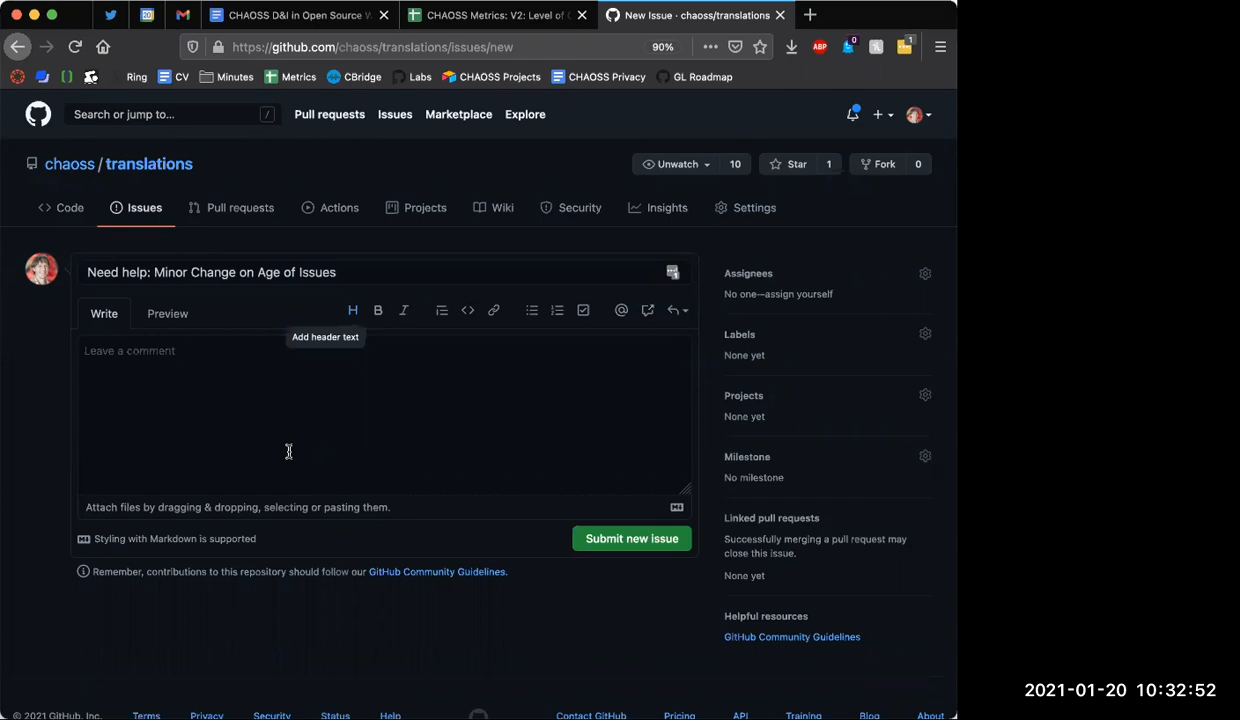 CHAOSS D&I in Open Source W
CHAOSS Metrics: V2: Level of
New Issue · chaoss/translations
https://github.com/chaoss/translations/issues/new
90%
ABP
0
1
Ring
CV
Minutes
Metrics
CBridge
Labs
CHAOSS Projects
CHAOSS Privacy
GL Roadmap
Search or jump to...
/
Pull requests
Issues
Marketplace
Explore
chaoss / translations
Unwatch
10
Star
1
Fork
0
Code
Issues
Pull requests
Actions
Projects
Wiki
Security
Insights
Settings
Need help: Minor Change on Age of Issues
Write
Preview
H
B
I
Add header text
Leave a comment
Attach files by dragging & dropping, selecting or pasting them.
Styling with Markdown is supported
Submit new issue
Remember, contributions to this repository should follow our GitHub Community Guidelines.
Assignees
No one—assign yourself
Labels
None yet
Projects
None yet
Milestone
No milestone
Linked pull requests
Successfully merging a pull request may
close this issue.
None yet
Helpful resources
GitHub Community Guidelines
2021-01-20 10:32:52
© 2021 GitHub, Inc.
Terms
Privacy
Security
Status
Help
Contact GitHub
Pricing
API
Training
Blog
About